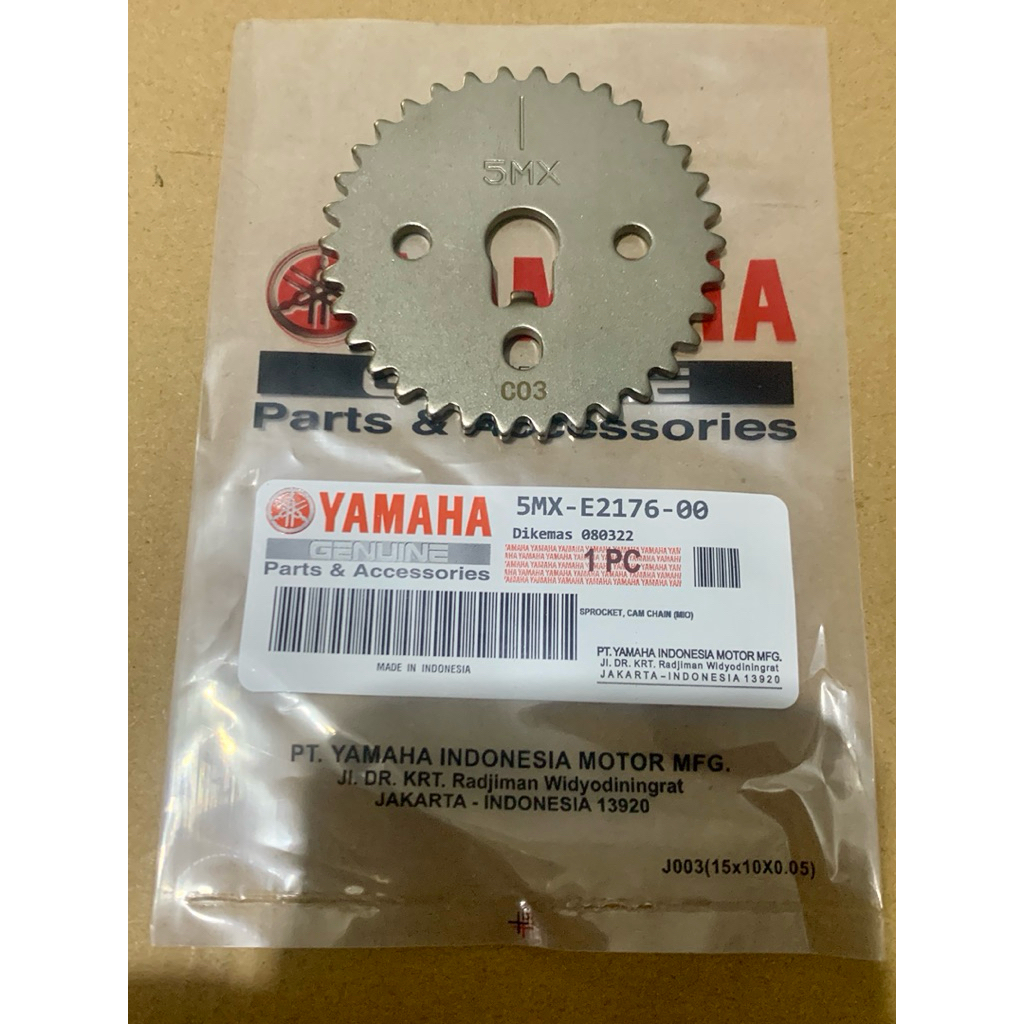 5MX
YAMAHA
C03
Parts & Accessories
YAMAHA
GENUINE
Parts & Accessories
5MX-E2176-00
Dikemas 080322
1 PC
SPROCKET, CAM CHAIN (MIO)
MADE IN INDONESIA
PT. YAMAHA INDONESIA MOTOR MFG.
Jl. DR. KRT. Radjiman Widyodiningrat
JAKARTA-INDONESIA 13920
PT. YAMAHA INDONESIA MOTOR MFG.
Jl. DR. KRT. Radjiman Widyodiningrat
JAKARTA - INDONESIA 13920
J003(15x10X0.05)